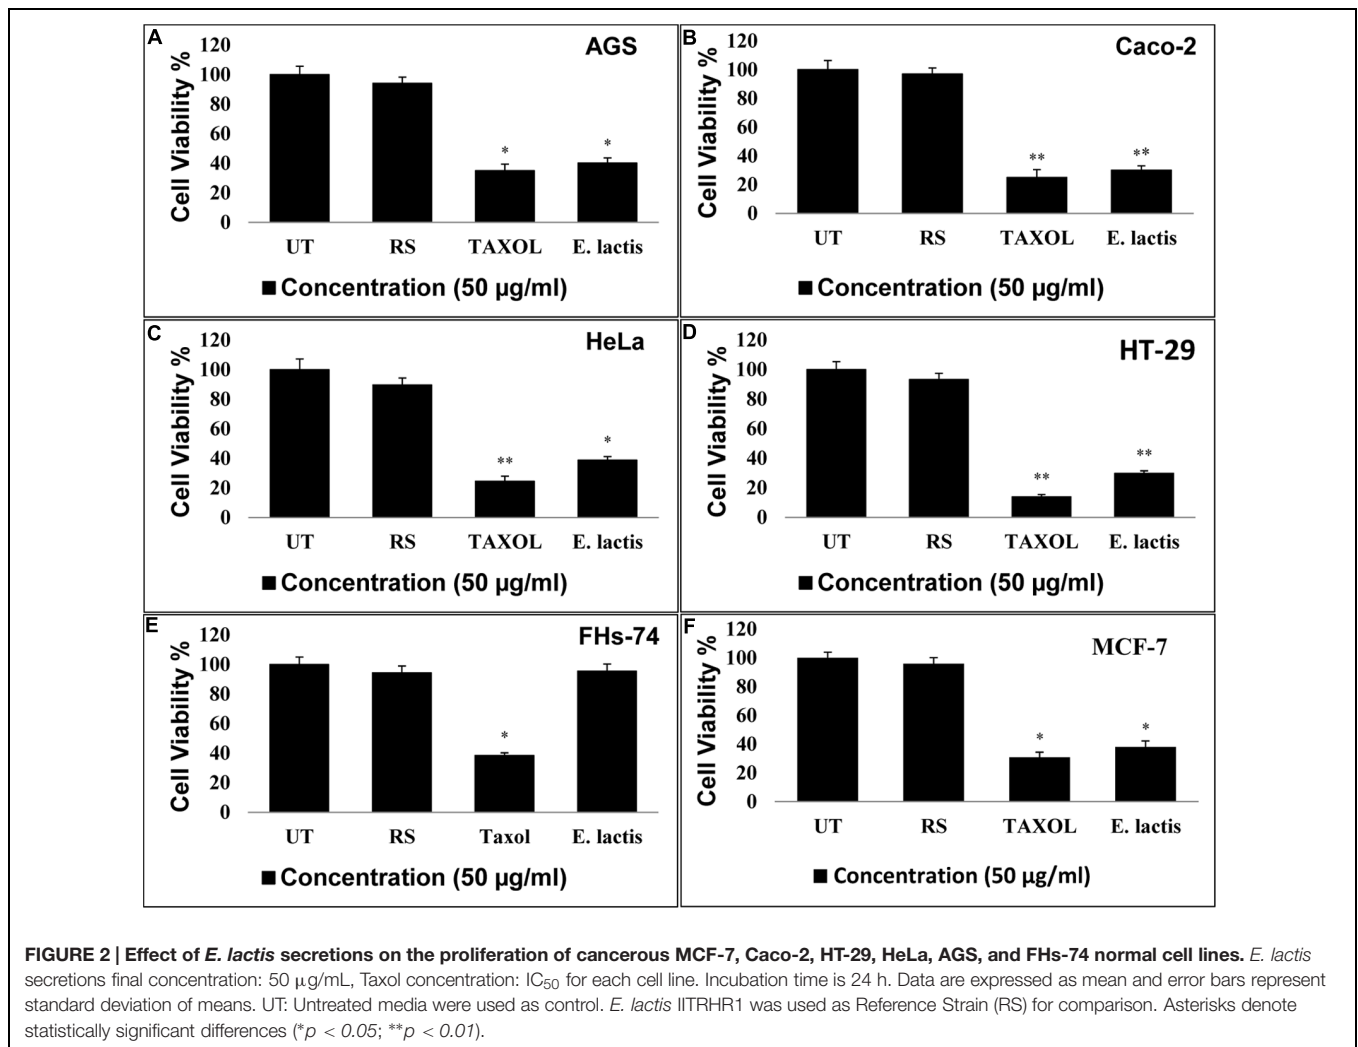 A
AGS
Cell Viability %
120
100
80
60
40
20
0
*
*
UT RS TAXOL E. lactis
■ Concentration (50 µg/ml)
B
Caco-2
Cell Viability %
120
100
80
60
40
20
0
**
**
UT RS TAXOL E. lactis
■ Concentration (50 µg/ml)
C
HeLa
Cell Viability %
120
100
80
60
40
20
0
**
*
UT RS TAXOL E. lactis
■ Concentration (50 µg/ml)
D
HT-29
Cell Viability %
120
100
80
60
40
20
0
**
**
UT RS TAXOL E. lactis
■ Concentration (50 µg/ml)
E
FHs-74
Cell Viability %
120
100
80
60
40
20
0
*
UT RS Taxol E. lactis
■ Concentration (50 µg/ml)
F
MCF-7
Cell Viability %
120
100
80
60
40
20
0
*
*
UT RS TAXOL E. lactis
■ Concentration (50 µg/ml)
FIGURE 2 | Effect of E. lactis secretions on the proliferation of cancerous MCF-7, Caco-2, HT-29, HeLa, AGS, and FHs-74 normal cell lines. E. lactis
secretions final concentration: 50 µg/mL, Taxol concentration: IC50 for each cell line. Incubation time is 24 h. Data are expressed as mean and error bars represent
standard deviation of means. UT: Untreated media were used as control. E. lactis IITRHR1 was used as Reference Strain (RS) for comparison. Asterisks denote
statistically significant differences (*p < 0.05; **p < 0.01).